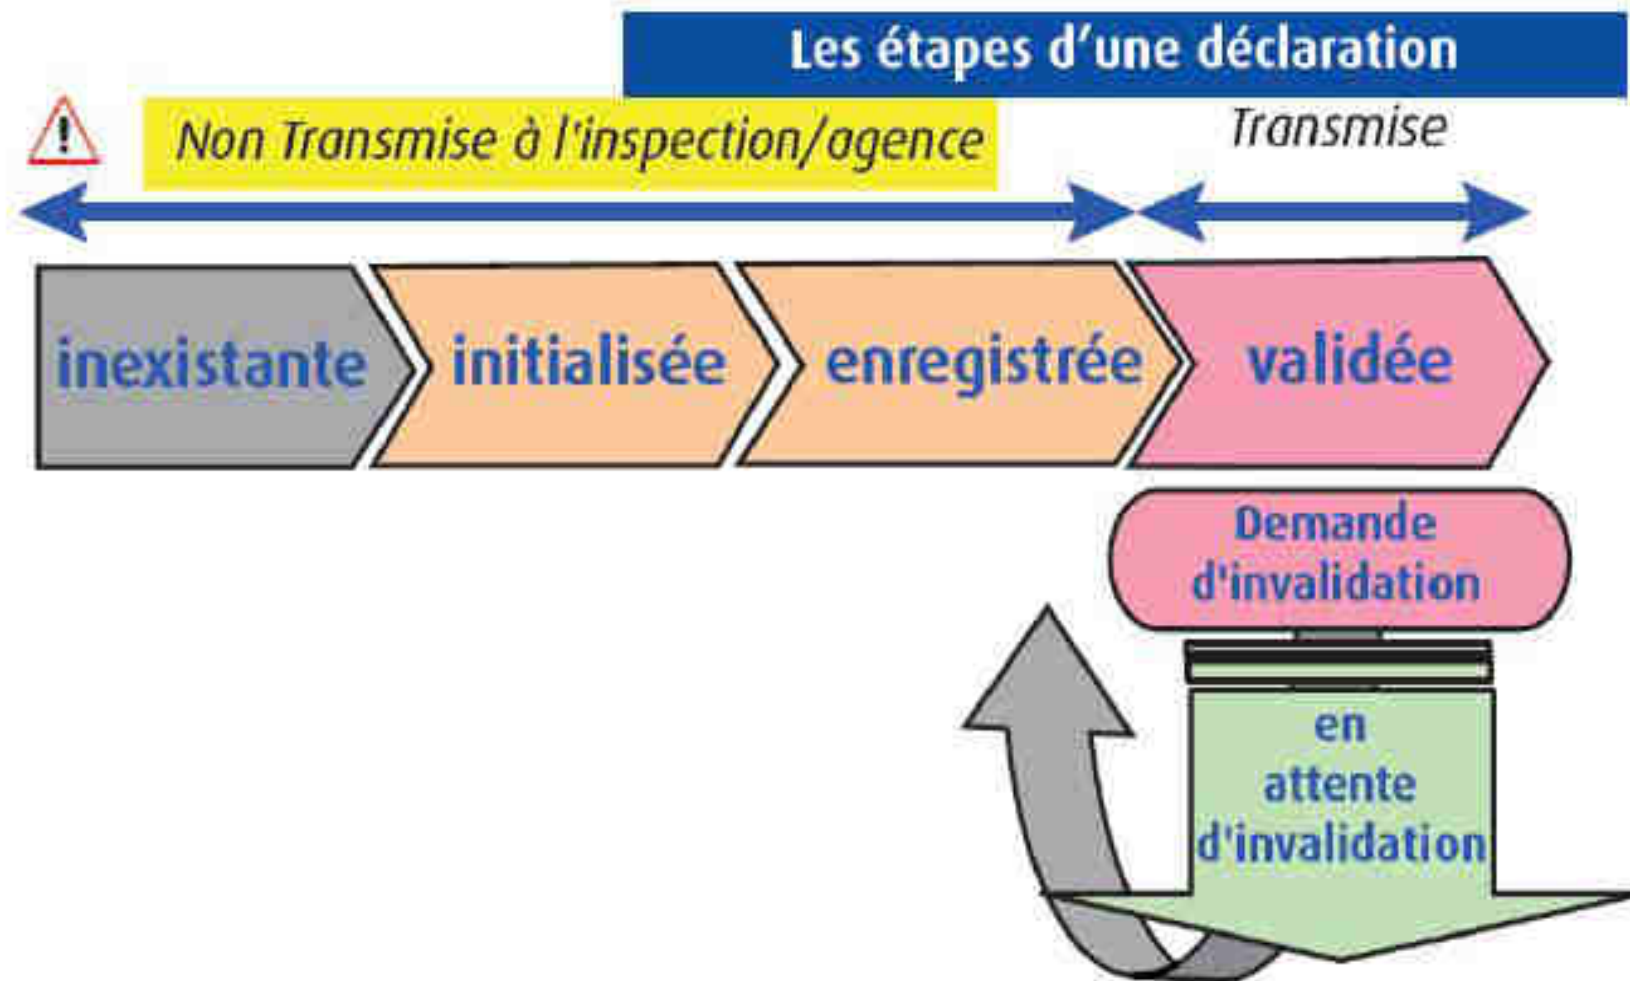 Les étapes d'une déclaration
Non Transmise à l'inspection/agence
Transmise
inexistante
initialisée
enregistrée
validée
Demande
d'invalidation
en
attente
d'invalidation